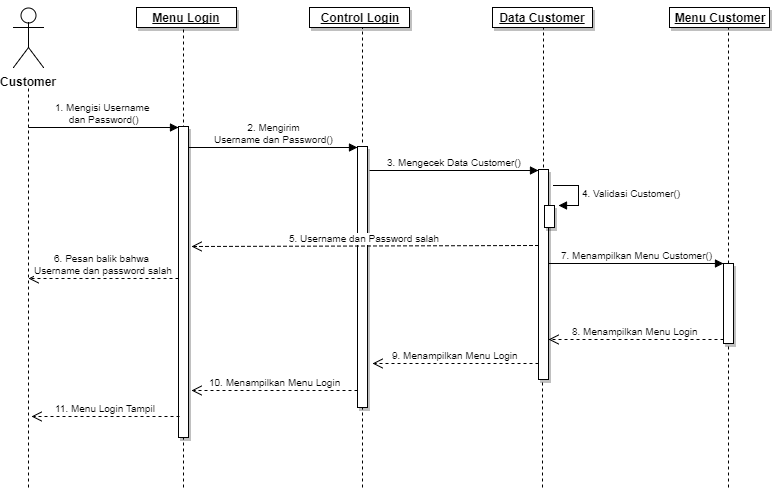 Menu Login
Control Login
Data Customer
Menu Customer
Customer
1. Mengisi Username
dan Password()
2. Mengirim
Username dan Password()
3. Mengecek Data Customer()
4. Validasi Customer()
5. Username dan Password salah
6. Pesan balik bahwa
Username dan password salah
7. Menampilkan Menu Customer()
8. Menampilkan Menu Login
9. Menampilkan Menu Login
10. Menampilkan Menu Login
11. Menu Login Tampil